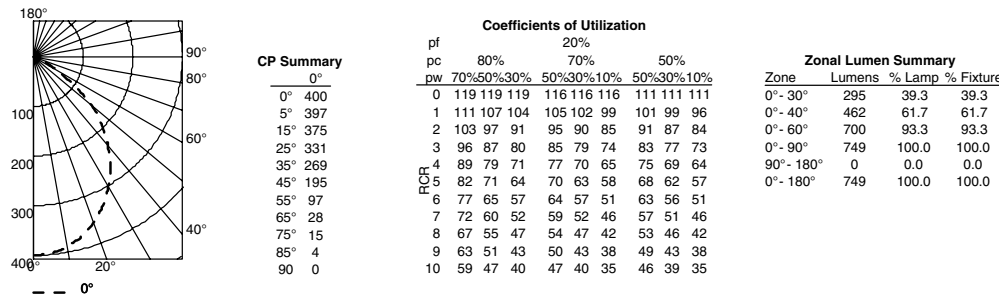 180°
90°
80°
60°
40°
20°
0°
100
200
300
400
0°
CP Summary
0°
0° 400
5° 397
15° 375
25° 331
35° 269
45° 195
55° 97
65° 28
75° 15
85° 4
90 0
Coefficients of Utilization
pf 20%
pc 80% 70% 50%
pw 70%50%30% 50%30%10% 50%30%10%
RCR
0 119 119 119 116 116 116 111 111 111
1 111 107 104 105 102 99 101 99 96
2 103 97 91 95 90 85 91 87 84
3 96 87 80 85 79 74 83 77 73
4 89 79 71 77 70 65 75 69 64
5 82 71 64 70 63 58 68 62 57
6 77 65 57 64 57 51 63 56 51
7 72 60 52 59 52 46 57 51 46
8 67 55 47 54 47 42 53 46 42
9 63 51 43 50 43 38 49 43 38
10 59 47 40 47 40 35 46 39 35
Zonal Lumen Summary
Zone Lumens % Lamp % Fixture
0°- 30° 295 39.3 39.3
0°- 40° 462 61.7 61.7
0°- 60° 700 93.3 93.3
0°- 90° 749 100.0 100.0
90°- 180° 0 0.0 0.0
0°- 180° 749 100.0 100.0